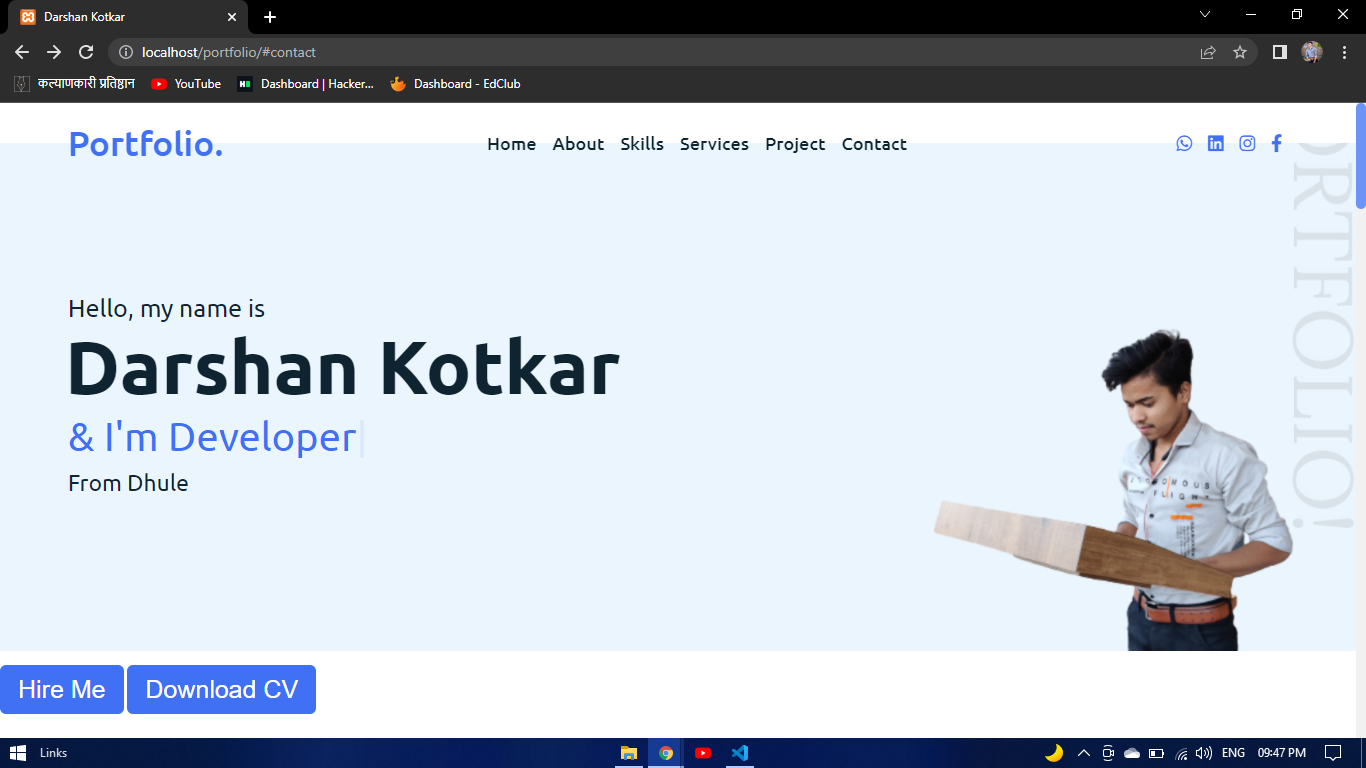 Darshan Kotkar
localhost/portfolio/#contact
कल्याणकारी प्रतिष्ठान
YouTube
Dashboard | Hacker...
Dashboard - EdClub
Portfolio.
Home
About
Skills
Services
Project
Contact
ORTFOLIO!
Hello, my name is
Darshan Kotkar
& I'm Developer
From Dhule
Hire Me
Download CV
Links
ENG
09:47 PM